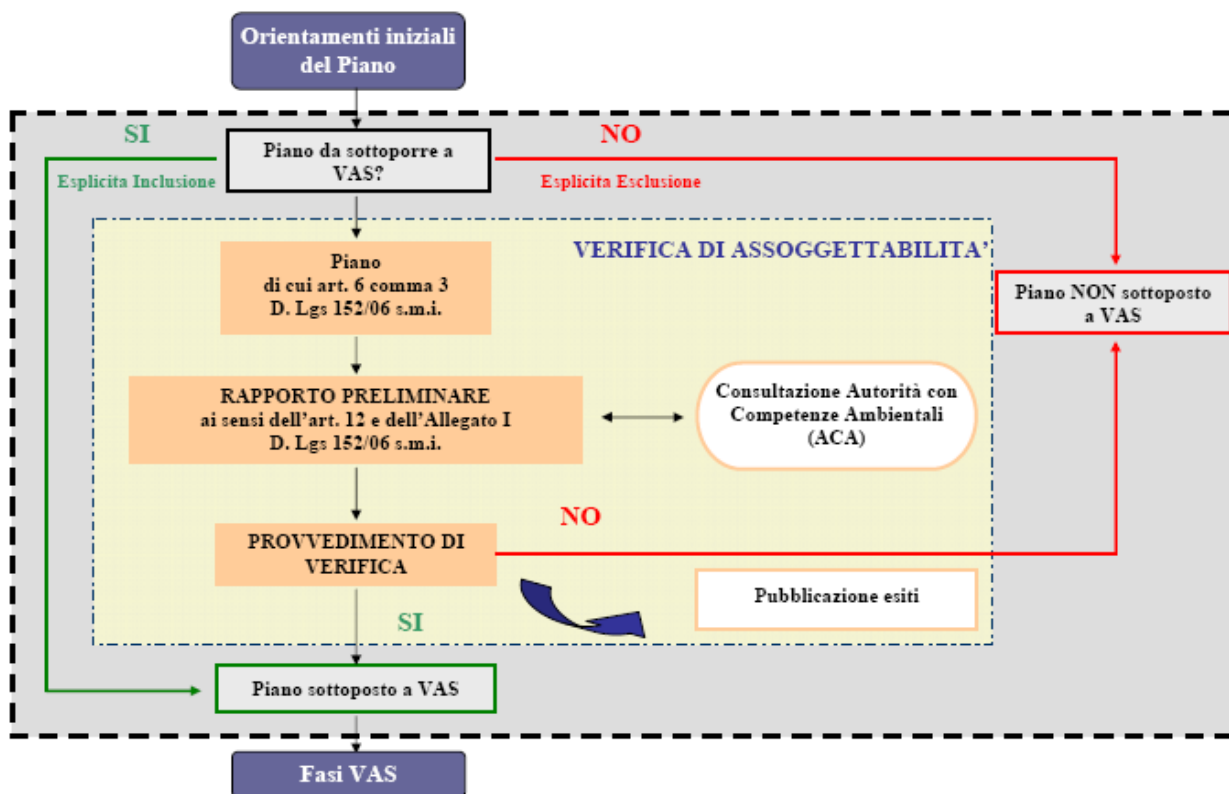 Orientamenti iniziali
del Piano
SI
NO
Piano da sottoporre a
VAS?
Esplicita Inclusione
Esplicita Esclusione
VERIFICA DI ASSOGGETTABILITA'
Piano
di cui art. 6 comma 3
D. Lgs 152/06 s.m.i.
Piano NON sottoposto
a VAS
RAPPORTO PRELIMINARE
ai sensi dell'art. 12 e dell'Allegato I
D. Lgs 152/06 s.m.i.
Consultazione Autorità con
Competenze Ambientali
(ACA)
NO
PROVVEDIMENTO DI
VERIFICA
Pubblicazione esiti
SI
Piano sottoposto a VAS
Fasi VAS